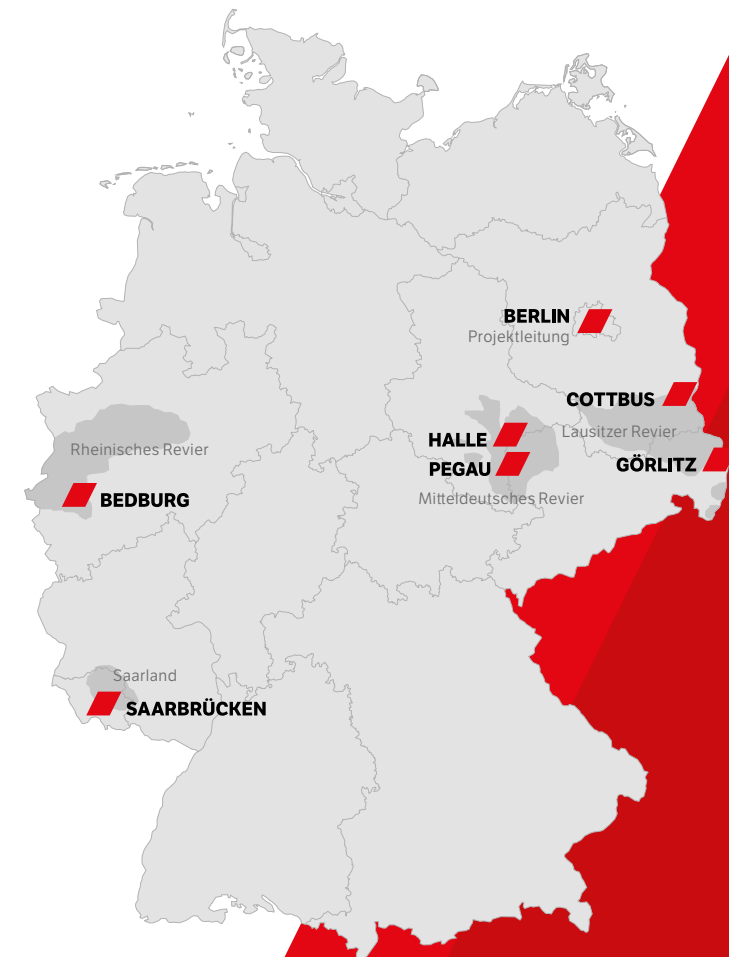 BERLIN
Projektleitung
COTTBUS
Lausitzer Revier
HALLE
PEGAU
GÖRLITZ
Mitteldeutsches Revier
Rheinisches Revier
BEDBURG
Saarland
SAARBRÜCKEN